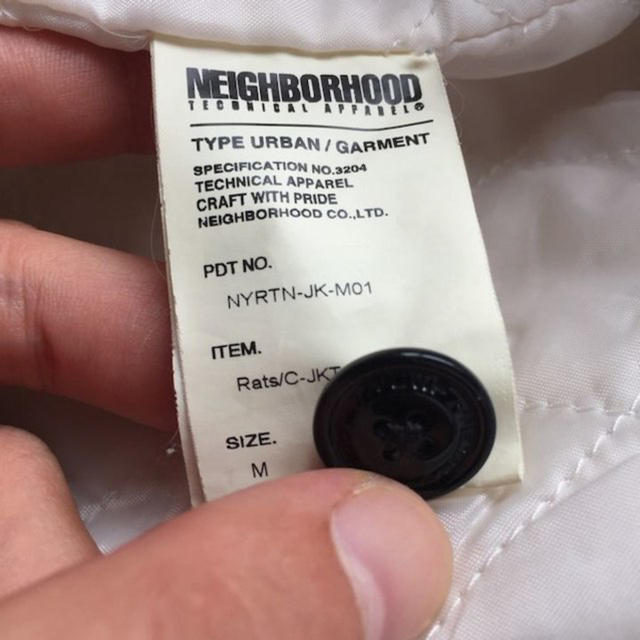 NEIGHBORHOOD
TECHNICAL APPAREL®
TYPE URBAN / GARMENT
SPECIFICATION NO.3204
TECHNICAL APPAREL
CRAFT WITH PRIDE
NEIGHBORHOOD CO.,LTD.
PDT NO.
NYRTN-JK-M01
ITEM.
Rats/C-JKT
SIZE.
M